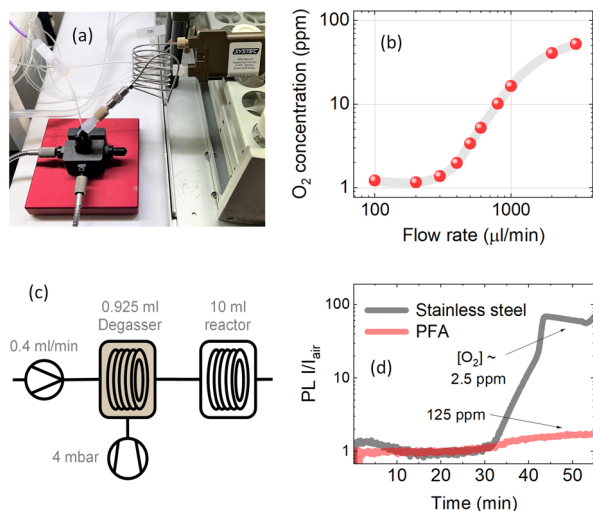 (a)
SYSTEC
(b)
O₂ concentration (ppm)
100
10
1
100
1000
Flow rate (μl/min)
(c)
0.925 ml
Degasser
10 ml
reactor
0.4 ml/min
4 mbar
PL I/I_air
100
10
1
Stainless steel
PFA
(d)
[O₂] ~
2.5 ppm
125 ppm
0
10
20
30
40
50
Time (min)